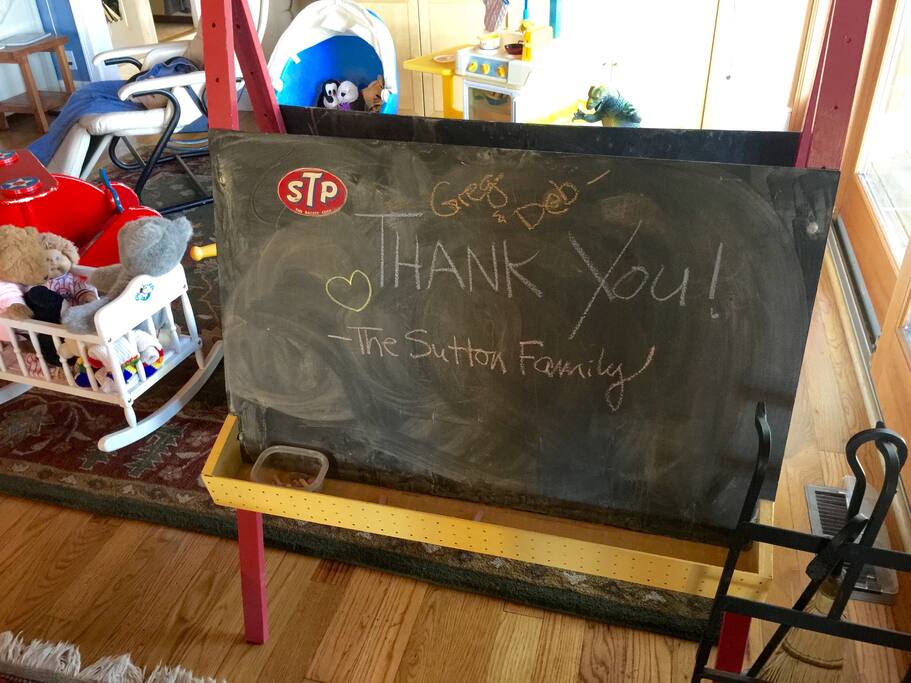 Greg
& Deb
THANK You!
-The Sutton Family
STP